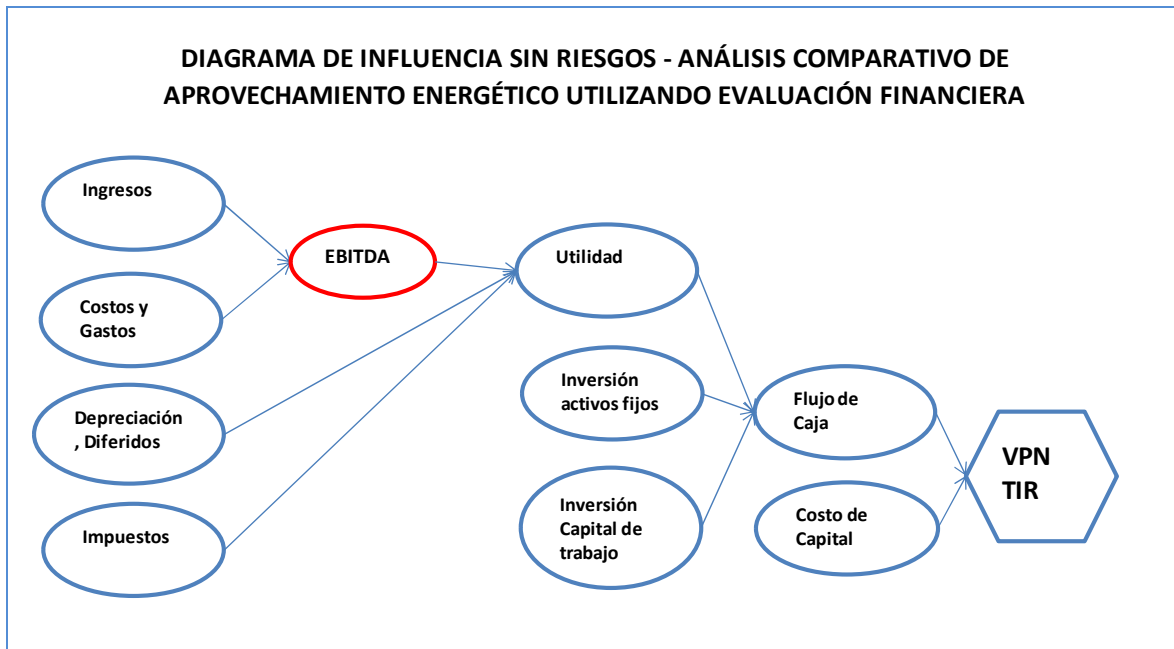 DIAGRAMA DE INFLUENCIA SIN RIESGOS - ANÁLISIS COMPARATIVO DE
APROVECHAMIENTO ENERGÉTICO UTILIZANDO EVALUACIÓN FINANCIERA
Ingresos
EBITDA
Utilidad
Costos y
Gastos
Inversión
activos fijos
Flujo de
Caja
Depreciación
, Diferidos
VPN
TIR
Inversión
Capital de
trabajo
Costo de
Capital
Impuestos